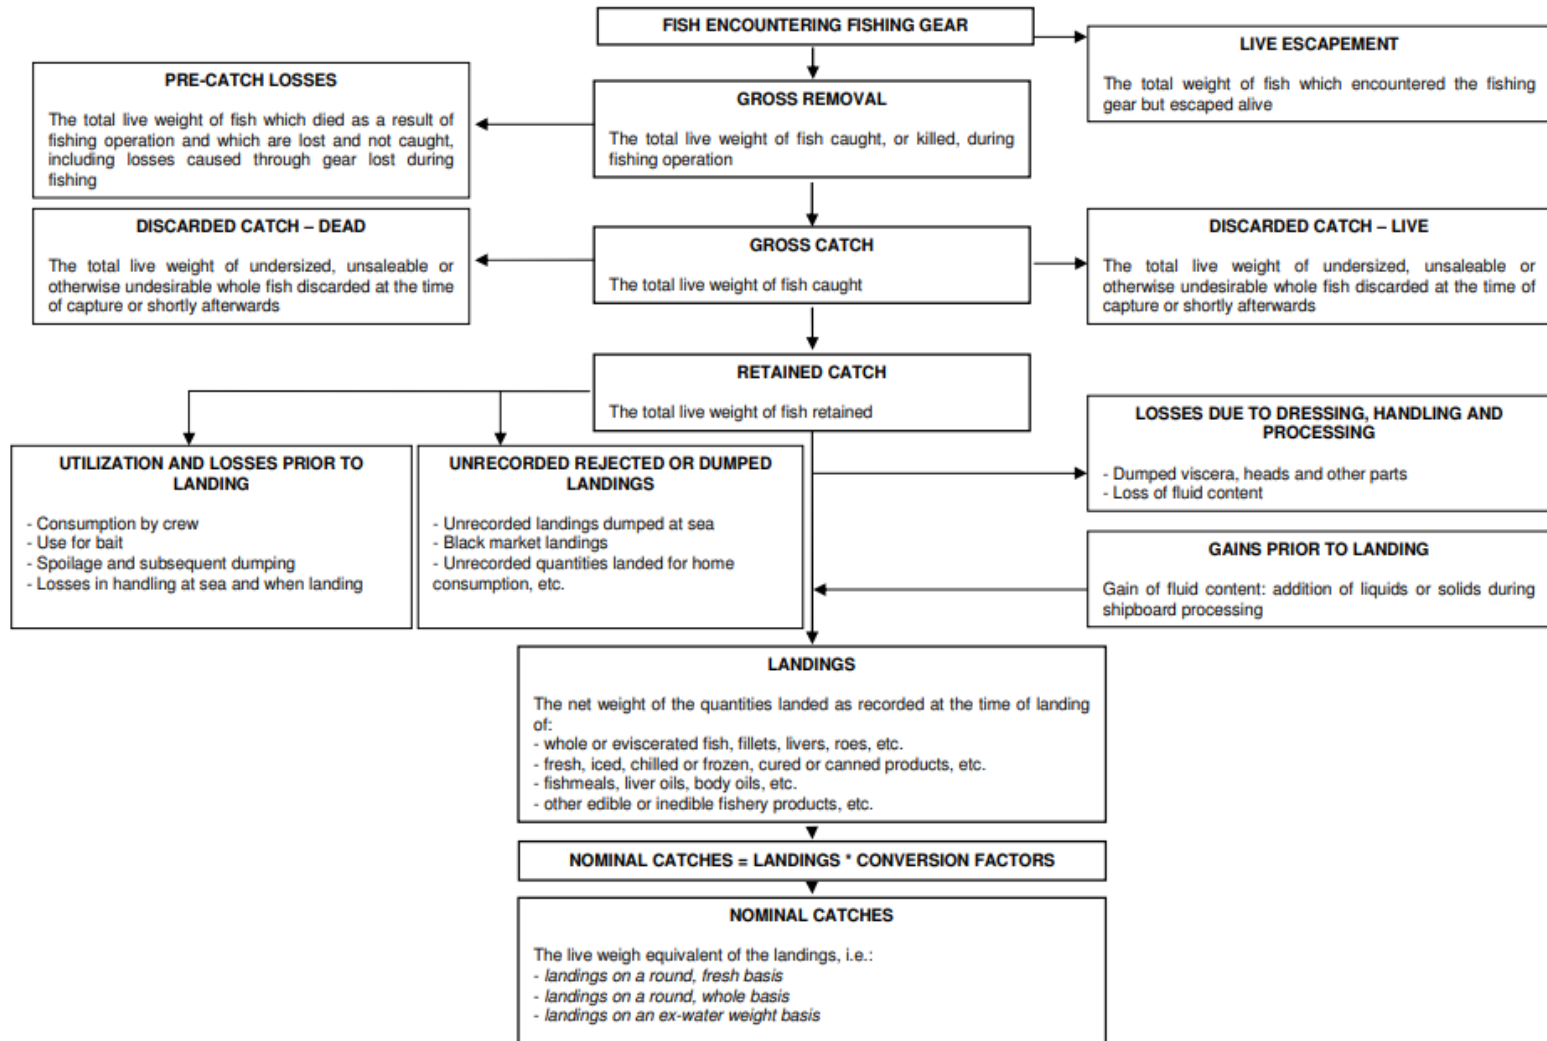 FISH ENCOUNTERING FISHING GEAR
LIVE ESCAPEMENT
The total weight of fish which encountered the fishing
gear but escaped alive
PRE-CATCH LOSSES
The total live weight of fish which died as a result of
fishing operation and which are lost and not caught,
including losses caused through gear lost during
fishing
GROSS REMOVAL
The total live weight of fish caught, or killed, during
fishing operation
DISCARDED CATCH – DEAD
The total live weight of undersized, unsaleable or
otherwise undesirable whole fish discarded at the time
of capture or shortly afterwards
GROSS CATCH
The total live weight of fish caught
DISCARDED CATCH – LIVE
The total live weight of undersized, unsaleable or
otherwise undesirable whole fish discarded at the time of
capture or shortly afterwards
RETAINED CATCH
The total live weight of fish retained
LOSSES DUE TO DRESSING, HANDLING AND
PROCESSING
- Dumped viscera, heads and other parts
- Loss of fluid content
UTILIZATION AND LOSSES PRIOR TO
LANDING
- Consumption by crew
- Use for bait
- Spoilage and subsequent dumping
- Losses in handling at sea and when landing
UNRECORDED REJECTED OR DUMPED
LANDINGS
- Unrecorded landings dumped at sea
- Black market landings
- Unrecorded quantities landed for home
consumption, etc.
GAINS PRIOR TO LANDING
Gain of fluid content: addition of liquids or solids during
shipboard processing
LANDINGS
The net weight of the quantities landed as recorded at the time of landing
of:
- whole or eviscerated fish, fillets, livers, roes, etc.
- fresh, iced, chilled or frozen, cured or canned products, etc.
- fishmeals, liver oils, body oils, etc.
- other edible or inedible fishery products, etc.
NOMINAL CATCHES = LANDINGS * CONVERSION FACTORS
NOMINAL CATCHES
The live weigh equivalent of the landings, i.e.:
- landings on a round, fresh basis
- landings on a round, whole basis
- landings on an ex-water weight basis